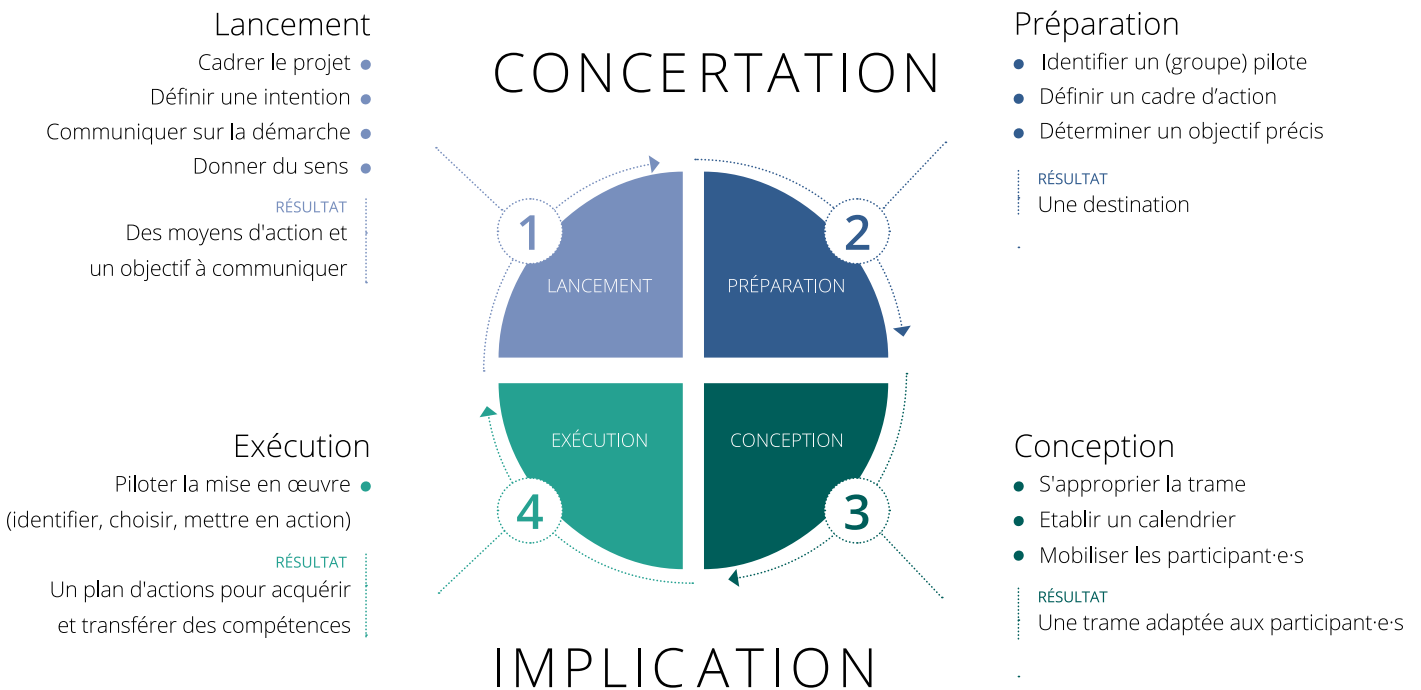 Lancement
Cadrer le projet
Définir une intention
Communiquer sur la démarche
Donner du sens
RÉSULTAT
Des moyens d'action et
un objectif à communiquer
CONCERTATION
Préparation
Identifier un (groupe) pilote
Définir un cadre d’action
Déterminer un objectif précis
RÉSULTAT
Une destination
1
LANCEMENT
2
PRÉPARATION
EXÉCUTION
4
CONCEPTION
3
Exécution
Piloter la mise en œuvre
(identifier, choisir, mettre en action)
RÉSULTAT
Un plan d'actions pour acquérir
et transférer des compétences
Conception
S'approprier la trame
Etablir un calendrier
Mobiliser les participant·e·s
RÉSULTAT
Une trame adaptée aux participant·e·s
IMPLICATION